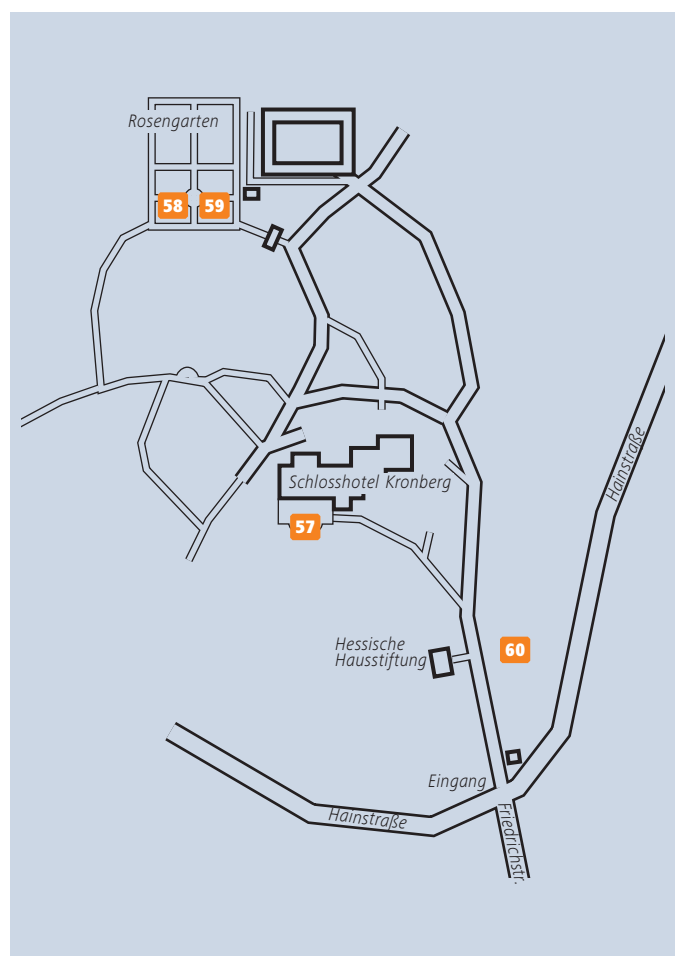 Rosengarten
58
59
Hainstraße
Schlosshotel Kronberg
57
Hessische
Hausstiftung
60
Eingang
Hainstraße
Friedrichstr.